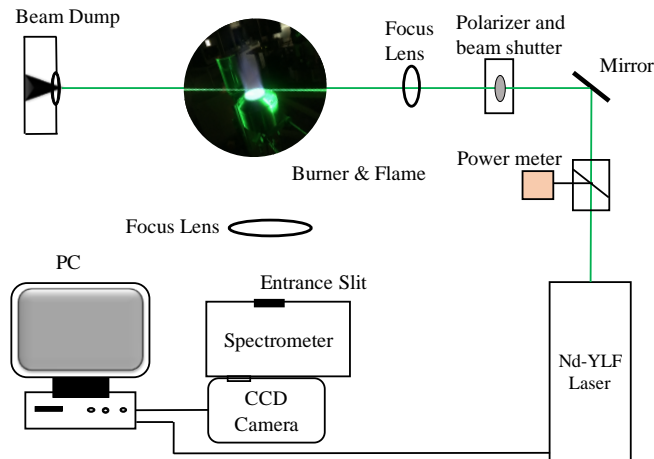 Beam Dump
Focus
Lens
Polarizer and
beam shutter
Mirror
Burner & Flame
Power meter
Focus Lens
PC
Entrance Slit
Spectrometer
CCD
Camera
Nd-YLF
Laser